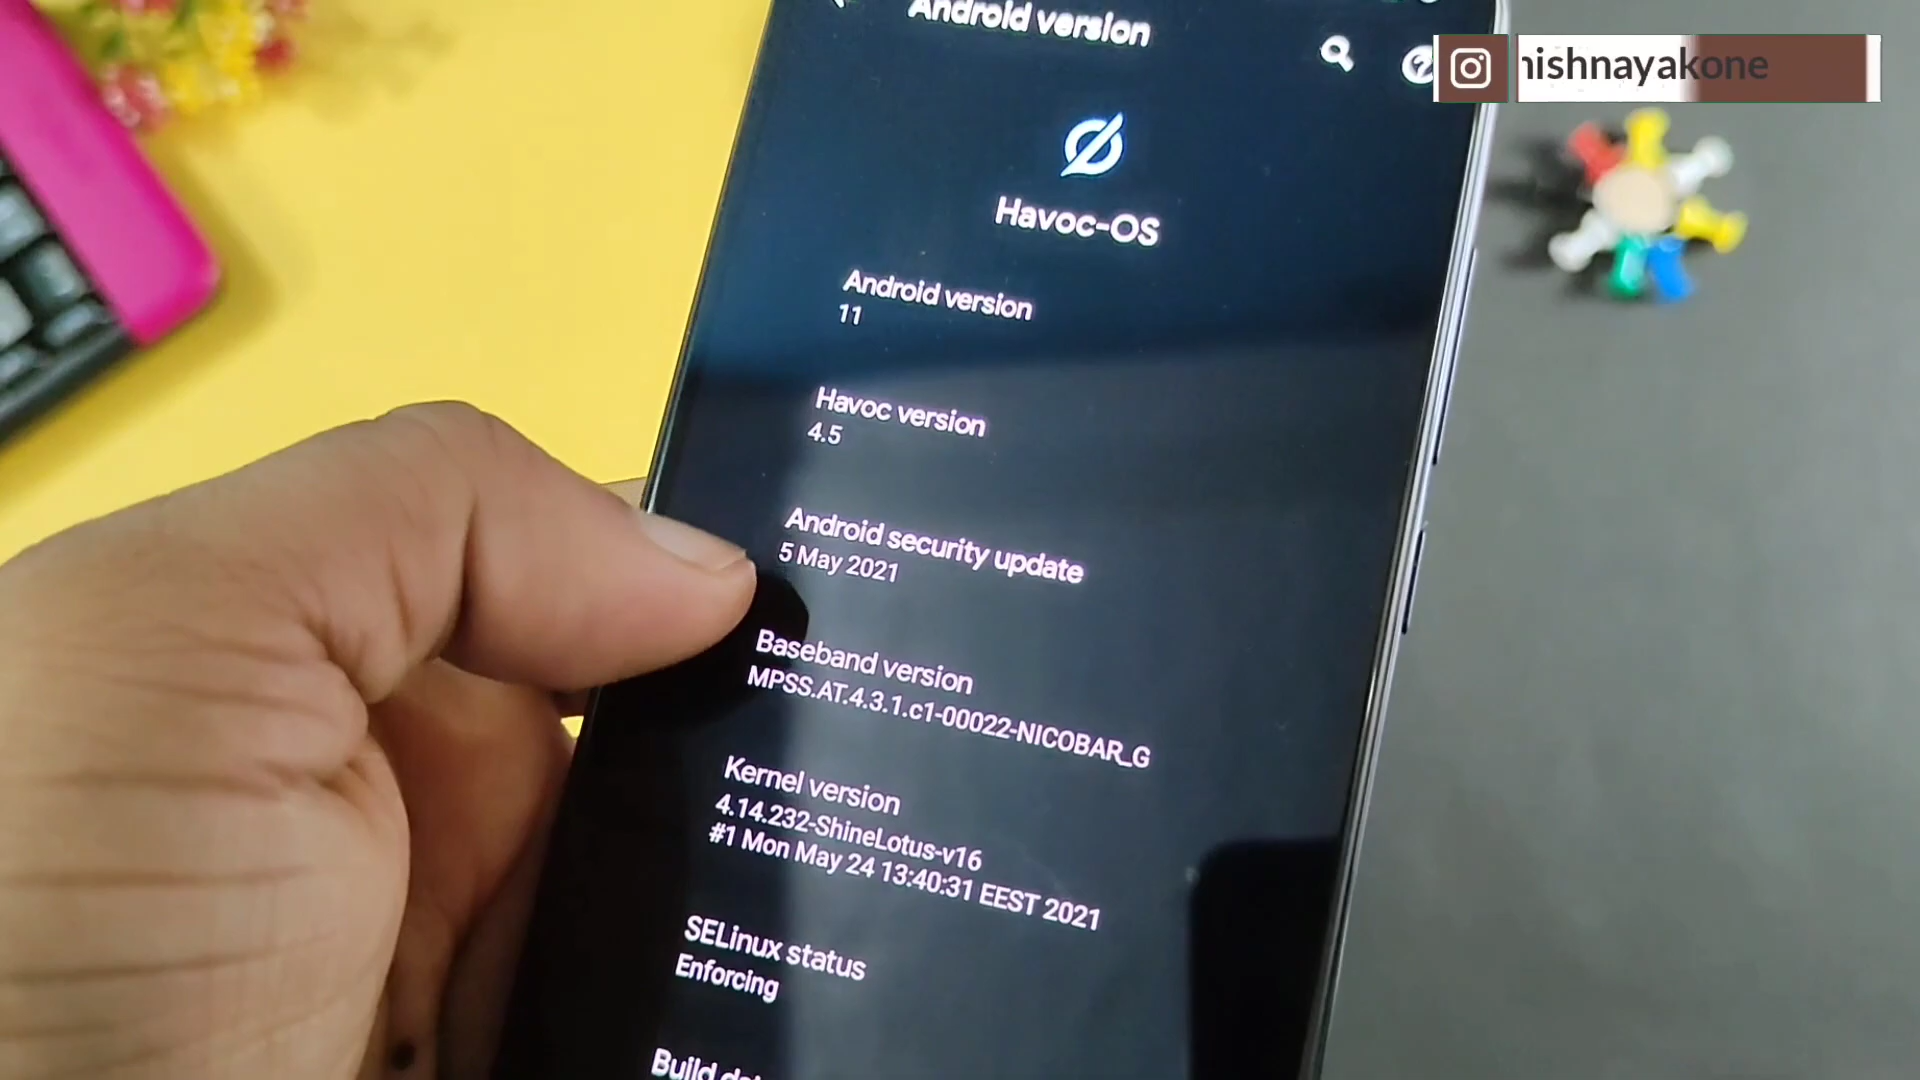 Android version
nishnayakone
Havoc-OS
Android version
11
Havoc version
4.5
Android security update
5 May 2021
Baseband version
MPSS.AT.4.3.1.c1-00022-NICOBAR_G
Kernel version
4.14.232-ShineLotus-v16
#1 Mon May 24 13:40:31 EEST 2021
SELinux status
Enforcing
Build